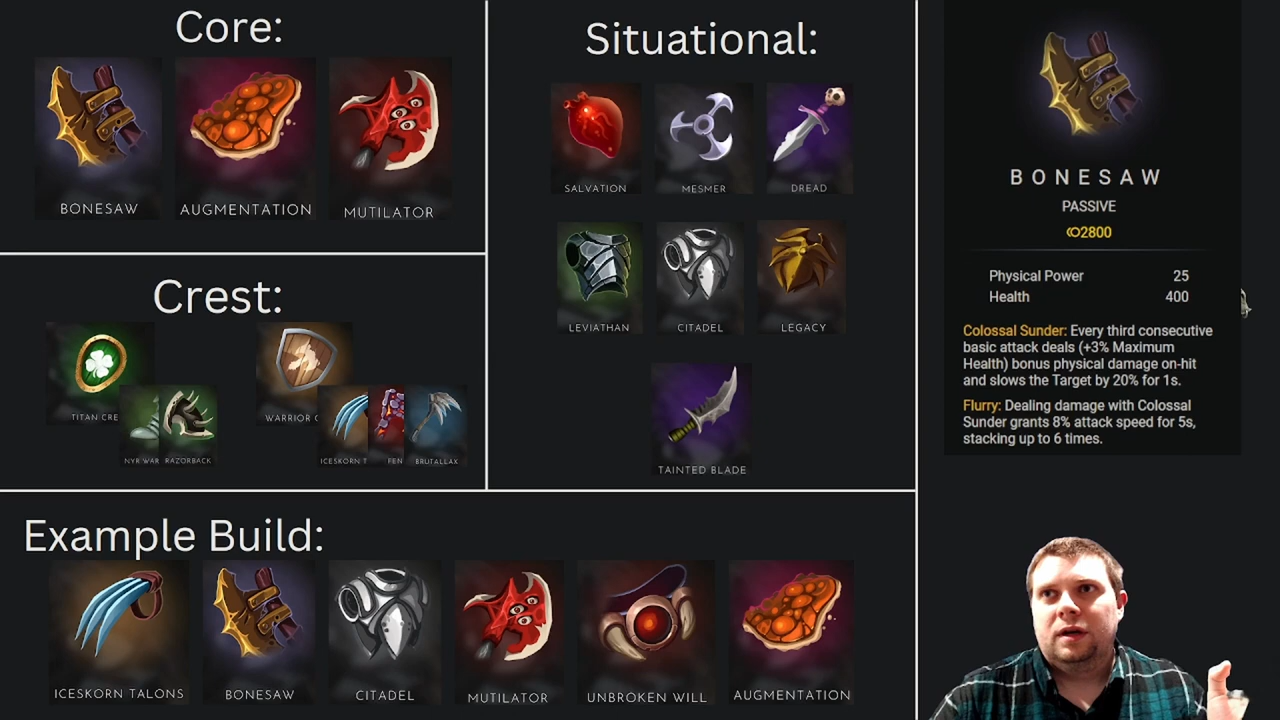 Core:
BONESAW
AUGMENTATION
MUTILATOR
Crest:
TITAN CRE
NYR WAR
RAZORBACK
WARRIOR C
ICESKORN T
FEN
BRUTALLAX
Situational:
SALVATION
MESMER
DREAD
LEVIATHAN
CITADEL
LEGACY
TAINTED BLADE
Example Build:
ICESKORN TALONS
BONESAW
CITADEL
MUTILATOR
UNBROKEN WILL
AUGMENTATION
BONESAW
PASSIVE
2800
Physical Power 25
Health 400
Colossal Sunder: Every third consecutive
basic attack deals (+3% Maximum
Health) bonus physical damage on-hit
and slows the Target by 20% for 1s.
Flurry: Dealing damage with Colossal
Sunder grants 8% attack speed for 5s,
stacking up to 6 times.